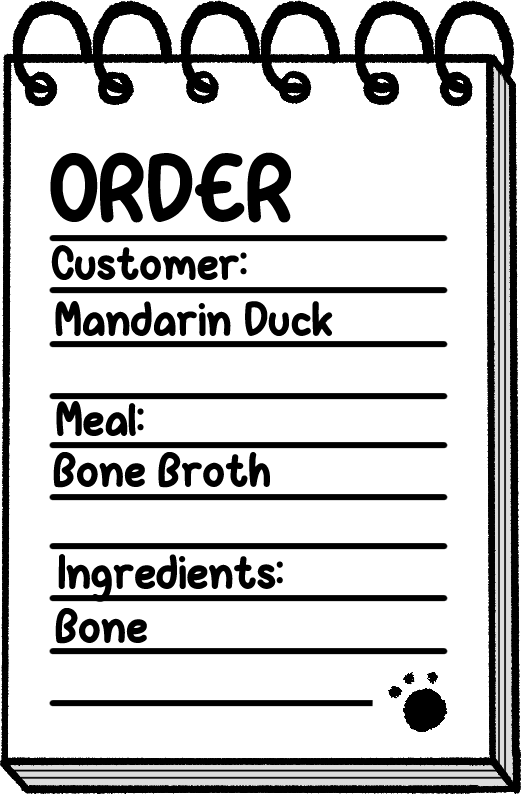 ORDER
Customer:
Mandarin Duck
Meal:
Bone Broth
Ingredients:
Bone